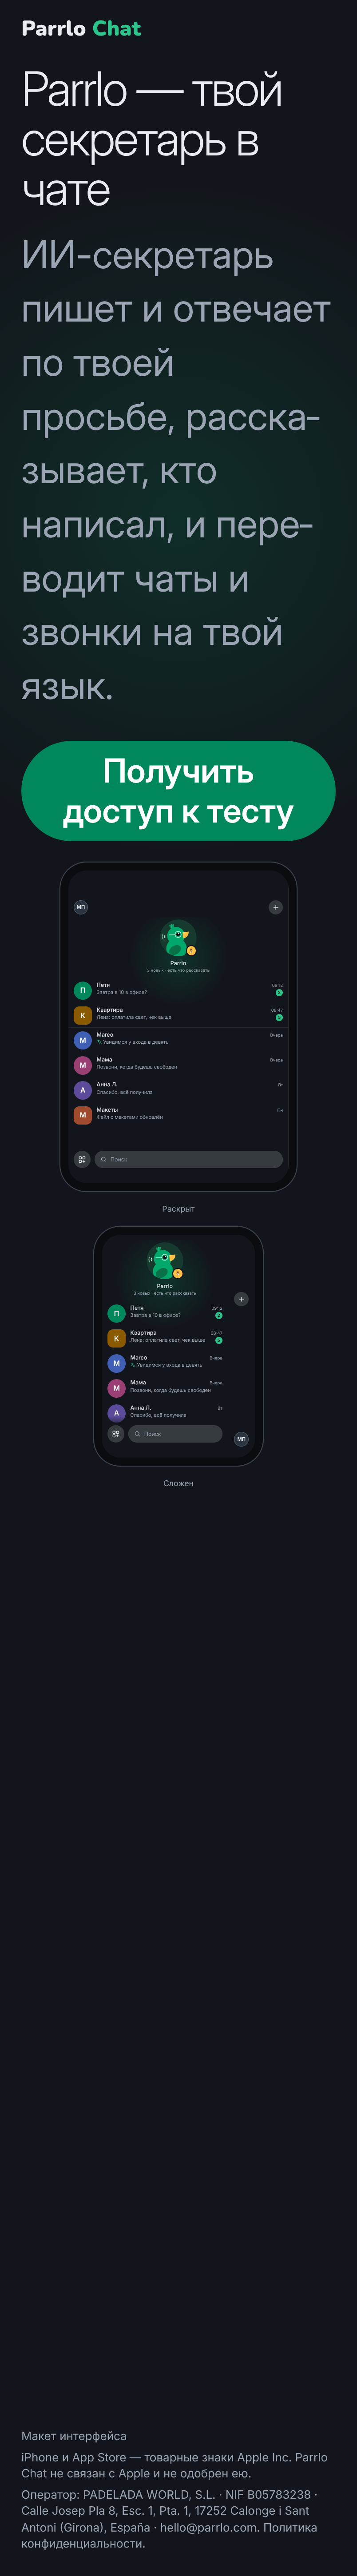 Parrlo Chat
Parrlo — твой
секретарь в
чате
ИИ-секретарь
пишет и отвечает
по твоей
просьбе, расска-
зывает, кто
написал, и пере-
водит чаты и
звонки на твой
язык.
Получить
доступ к тесту
МП
+
Parrlo
3 новых · есть что рассказать
Петя 09:12
Завтра в 10 в офисе? 2
Квартира 08:47
Лена: оплатила свет, чек выше
Marco Вчера
Увидимся у входа в девять
Мама Вчера
Позвони, когда будешь свободен
Анна Л. Вт
Спасибо, всё получила
Макеты Пн
Файл с макетами обновлён
Поиск
Раскрыт
Parrlo
3 новых · есть что рассказать
+
Петя 09:12
Завтра в 10 в офисе? 2
Квартира 08:47
Лена: оплатила свет, чек выше
Marco Вчера
Увидимся у входа в девять
Мама Вчера
Позвони, когда будешь свободен
Анна Л. Вт
Спасибо, всё получила
Поиск
МП
Сложен
Макет интерфейса
iPhone и App Store — товарные знаки Apple Inc. Parrlo
Chat не связан с Apple и не одобрен ею.
Оператор: PADELADA WORLD, S.L. · NIF B05783238 ·
Calle Josep Pla 8, Esc. 1, Pta. 1, 17252 Calonge i Sant
Antoni (Girona), España · hello@parrlo.com. Политика
конфиденциальности.